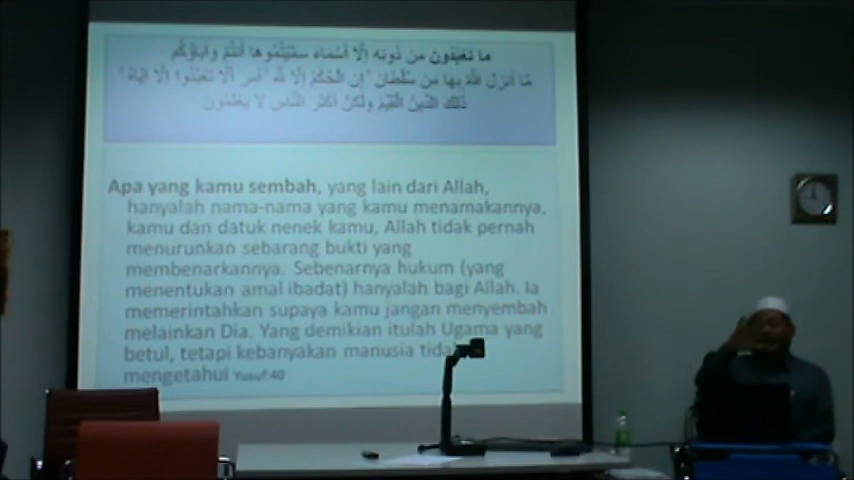 ما تعبدون من دونه إلا أسماء سميتموها أنتم وآباؤكم
ما أنزل الله بها من سلطان ۚ إن الحكم إلا لله ۚ أمر ألا تعبدوا إلا إياه ۚ
ذلك الدين القيم ولكن أكثر الناس لا يعلمون
Apa yang kamu sembah, yang lain dari Allah,
hanyalah nama-nama yang kamu menamakannya,
kamu dan datuk nenek kamu, Allah tidak pernah
menurunkan sebarang bukti yang
membenarkannya. Sebenarnya hukum (yang
menentukan amal ibadat) hanyalah bagi Allah. Ia
memerintahkan supaya kamu jangan menyembah
melainkan Dia. Yang demikian itulah Ugama yang
betul, tetapi kebanyakan manusia tida
mengetahui Yusuf:40